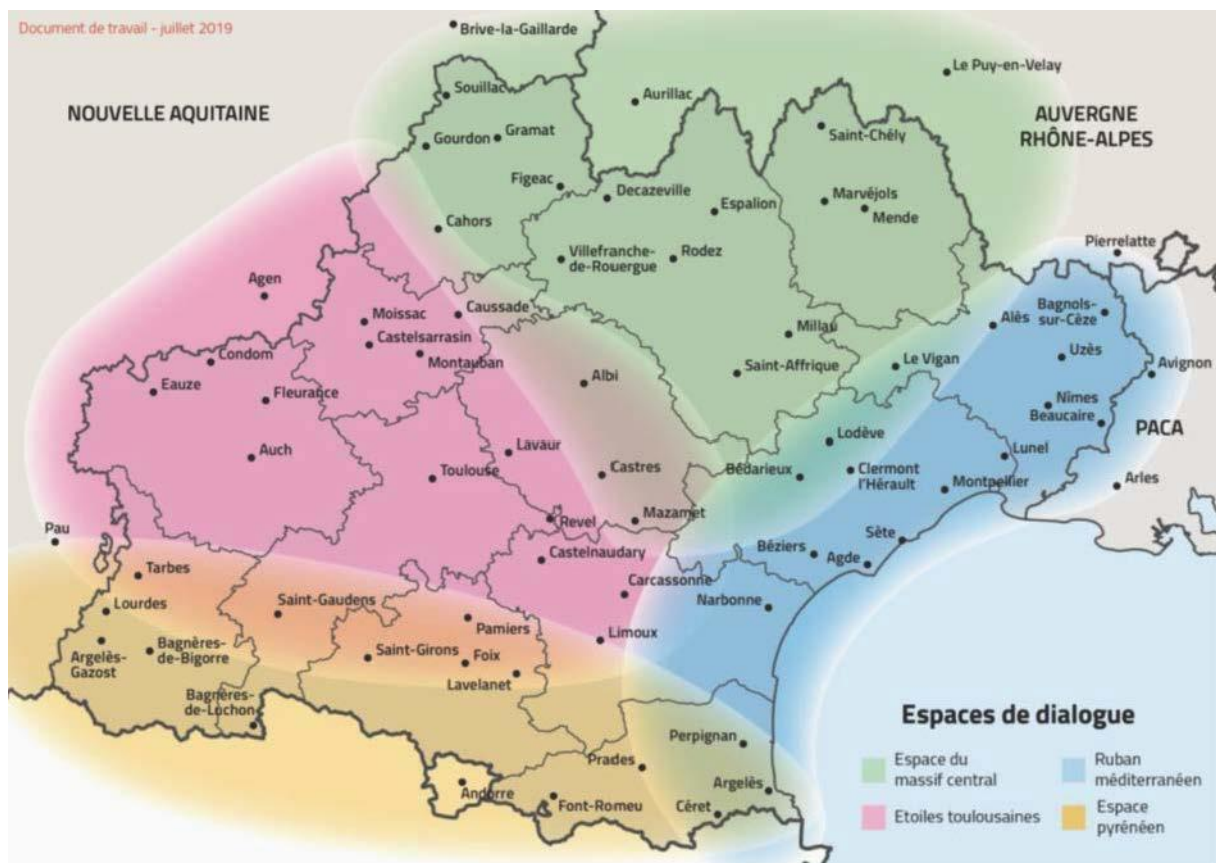 Document de travail - juillet 2019
Brive-la-Gaillarde
Le Puy-en-Velay
NOUVELLE AQUITAINE
Souillac
Aurillac
AUVERGNE
RHÔNE-ALPES
Gourdon
Gramat
Saint-Chély
Figeac
Decazeville
Espalion
Marvéjols
Mende
Cahors
Villefranche-
de-Rouergue
Rodez
Pierrelatte
Agen
Moissac
Caussade
Castelsarrasin
Montauban
Millau
Alès
Bagnols-
sur-Cèze
Condom
Eauze
Fleurance
Albi
Saint-Affrique
Le Vigan
Uzès
Avignon
Nîmes
Beaucaire
PACA
Auch
Toulouse
Lavaur
Castres
Lodève
Bédarieux
Clermont
l'Hérault
Lunel
Montpellier
Arles
Pau
Revel
Mazamet
Sète
Castelnaudary
Béziers
Agde
Tarbes
Carcassonne
Narbonne
Lourdes
Saint-Gaudens
Pamiers
Limoux
Argelès-
Gazost
Bagnères-
de-Bigorre
Saint-Girons
Foix
Lavelanet
Bagnères-
de-Luchon
Perpignan
Prades
Andorre
Font-Romeu
Argelès
Céret
Espaces de dialogue
Espace du
massif central
Ruban
méditerranéen
Etoiles toulousaines
Espace
pyrénéen